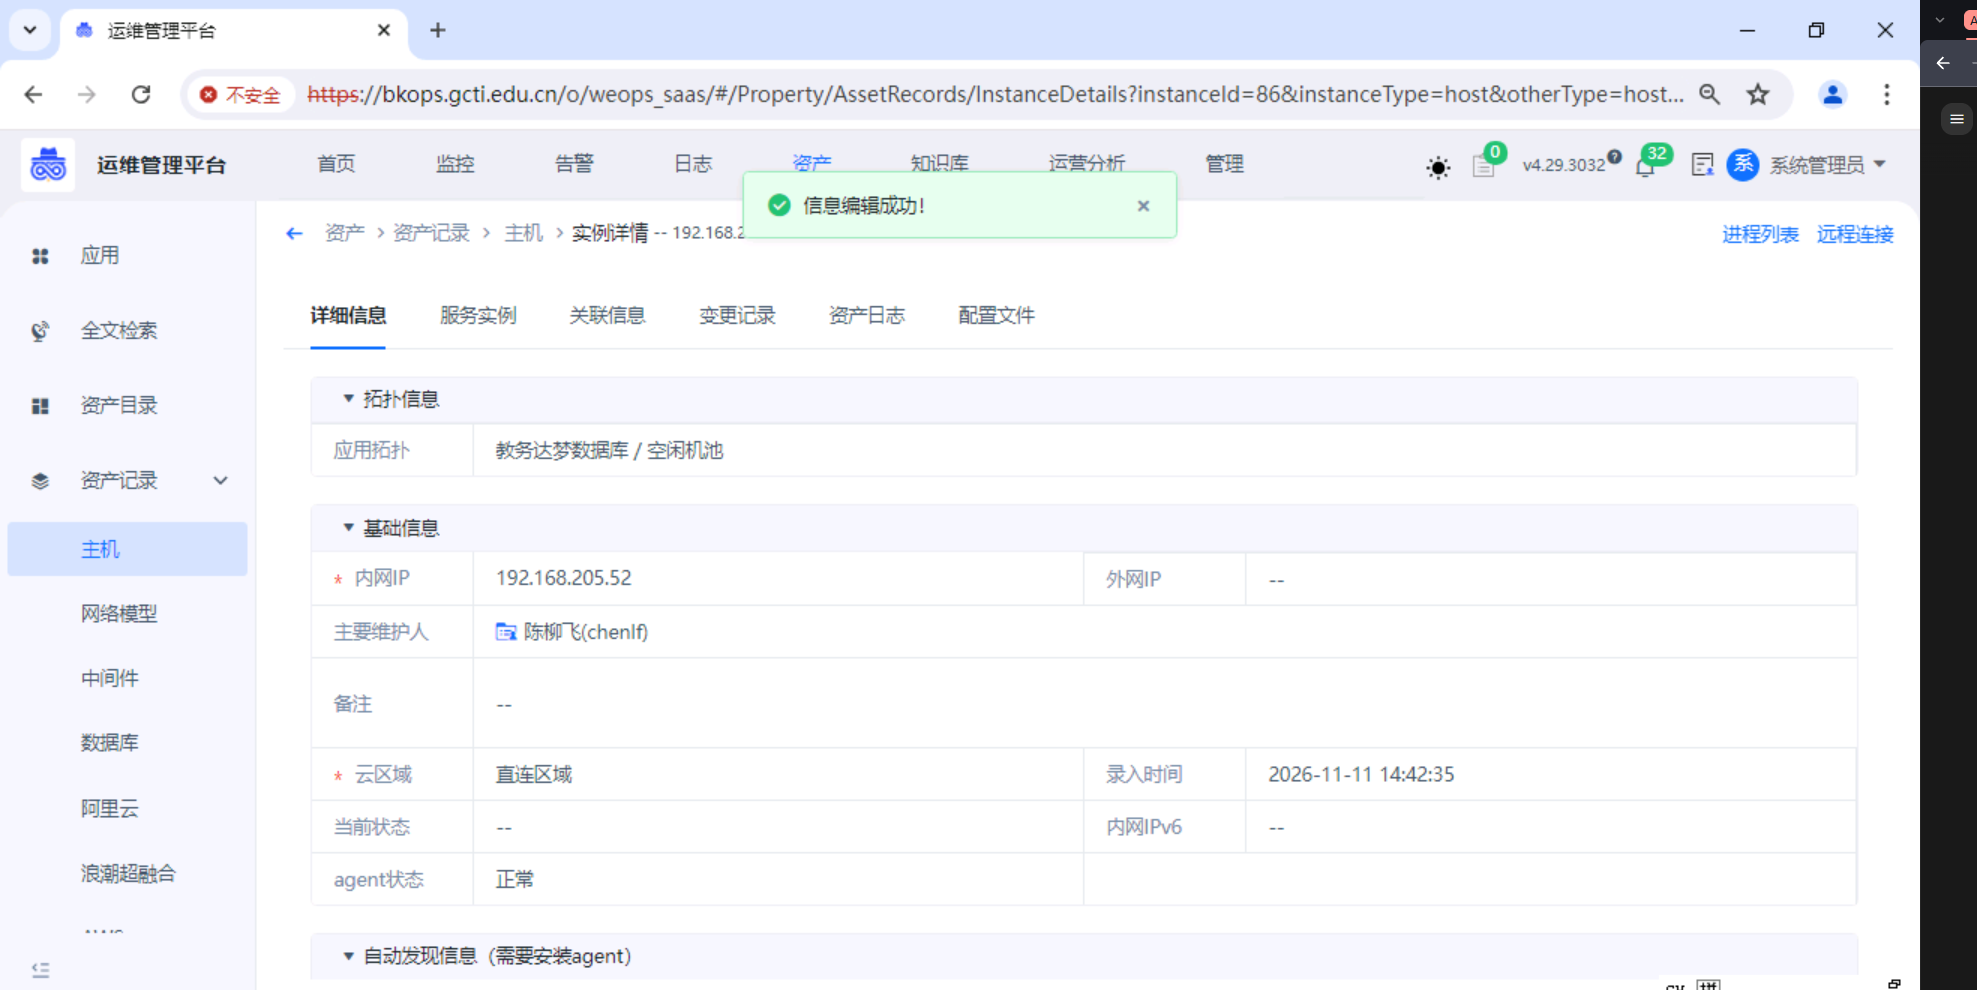 运维管理平台
不安全 https://bkops.gcti.edu.cn/o/weops_saas/#/Property/AssetRecords/InstanceDetails?instanceId=86&instanceType=host&otherType=host...
运维管理平台 首页 监控 告警 日志 资产 知识库 运营分析 管理 0 v4.29.3032 32 系 系统管理员
信息编辑成功!
资产 > 资产记录 > 主机 > 实例详情 -- 192.168.2
进程列表 远程连接
应用
全文检索
资产目录
资产记录
主机
网络模型
中间件
数据库
阿里云
浪潮超融合
详细信息 服务实例 关联信息 变更记录 资产日志 配置文件
拓扑信息
应用拓扑 教务达梦数据库 / 空闲机池
基础信息
* 内网IP 192.168.205.52 外网IP --
主要维护人 陈柳飞(chenlf)
备注 --
* 云区域 直连区域 录入时间 2026-11-11 14:42:35
当前状态 -- 内网IPv6 --
agent状态 正常
自动发现信息（需要安装agent）